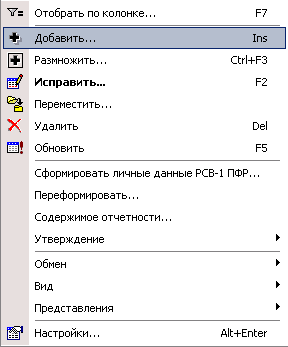 Отобрать по колонке... F7
Добавить... Ins
Размножить... Ctrl+F3
Исправить... F2
Переместить...
Удалить Del
Обновить F5
Сформировать личные данные РСВ-1 ПФР...
Переформировать...
Содержимое отчетности...
Утверждение
Обмен
Вид
Представления
Настройки... Alt+Enter